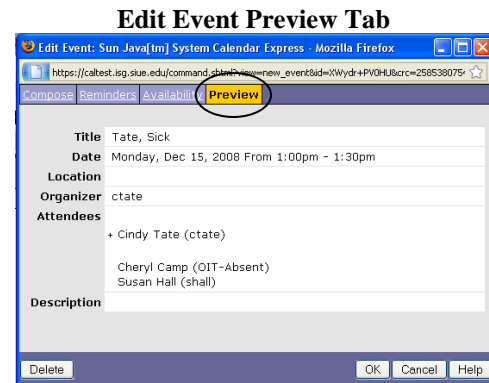 Edit Event Preview Tab
Edit Event: Sun Java[tm] System Calendar Express - Mozilla Firefox
https://caltest.isg.siue.edu/command.shtml?view=new_event&id=XWydr+PV0HU&crc=258538075
Compose Reminders Availability Preview
Title Tate, Sick
Date Monday, Dec 15, 2008 From 1:00pm - 1:30pm
Location
Organizer ctate
Attendees
+ Cindy Tate (ctate)
Cheryl Camp (OIT-Absent)
Susan Hall (shall)
Description
Delete OK Cancel Help